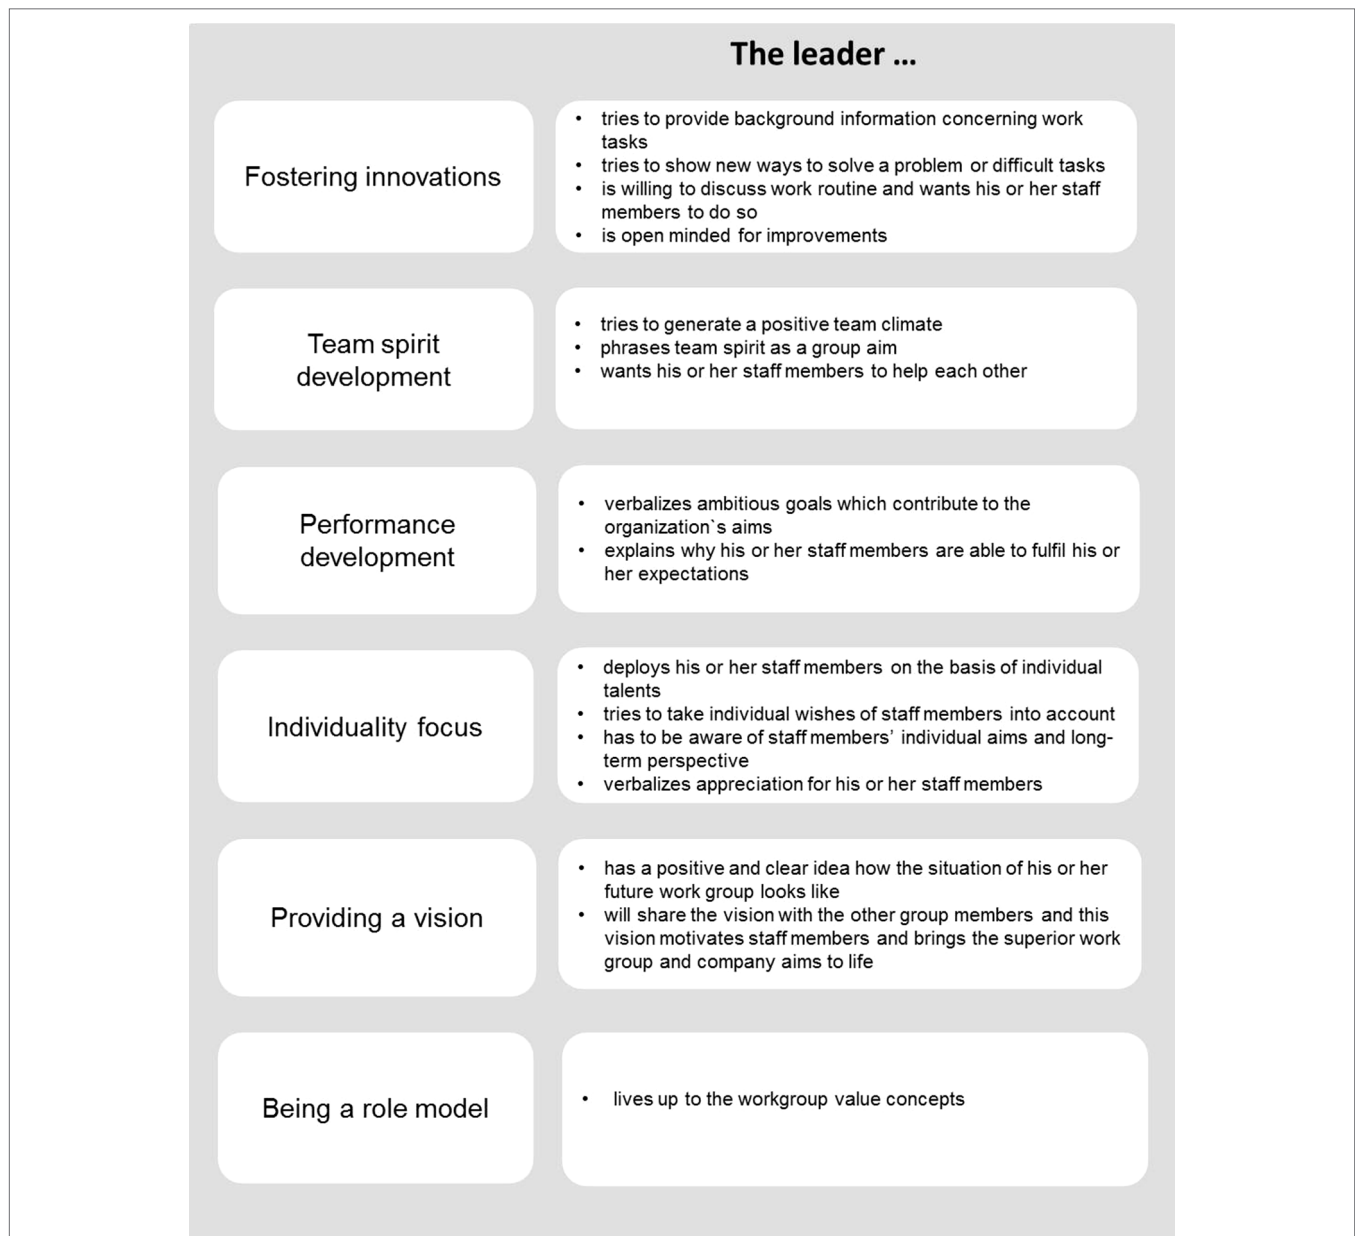 The leader ...
Fostering innovations
• tries to provide background information concerning work
tasks
• tries to show new ways to solve a problem or difficult tasks
• is willing to discuss work routine and wants his or her staff
members to do so
• is open minded for improvements
Team spirit
development
• tries to generate a positive team climate
• phrases team spirit as a group aim
• wants his or her staff members to help each other
Performance
development
• verbalizes ambitious goals which contribute to the
organization`s aims
• explains why his or her staff members are able to fulfil his or
her expectations
Individuality focus
• deploys his or her staff members on the basis of individual
talents
• tries to take individual wishes of staff members into account
• has to be aware of staff members’ individual aims and long-
term perspective
• verbalizes appreciation for his or her staff members
Providing a vision
• has a positive and clear idea how the situation of his or her
future work group looks like
• will share the vision with the other group members and this
vision motivates staff members and brings the superior work
group and company aims to life
Being a role model
• lives up to the workgroup value concepts